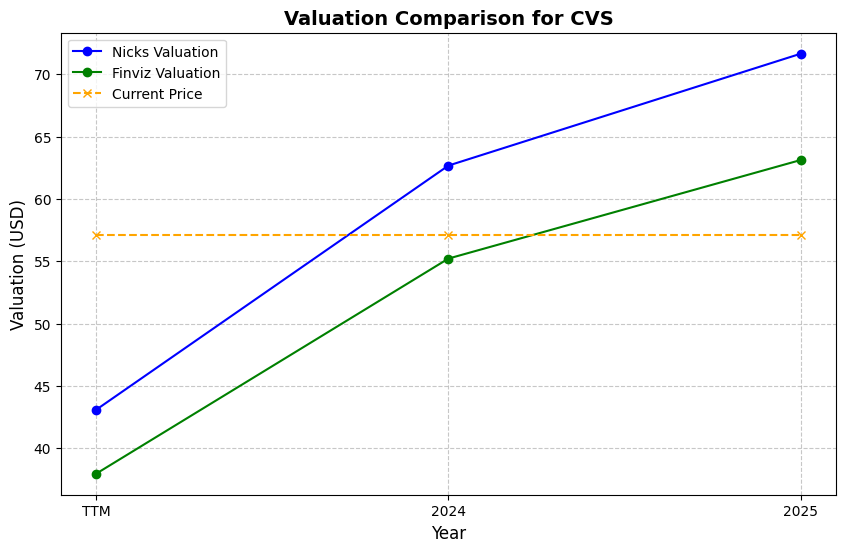 Valuation Comparison for CVS
Nicks Valuation
Finviz Valuation
Current Price
Valuation (USD)
70
65
60
55
50
45
40
TTM
2024
2025
Year